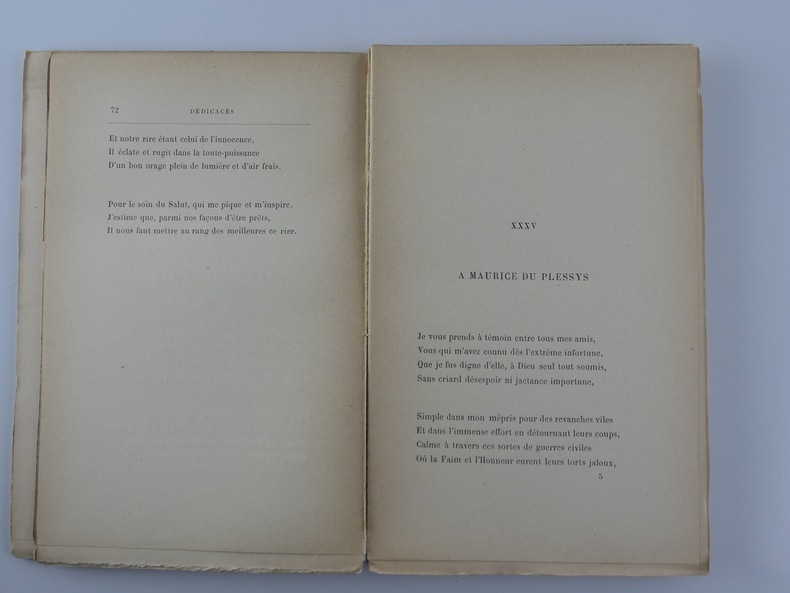 72
DÉDICACES
Et notre rire étant celui de l'innocence,
Il éclate et rugit dans la toute-puissance
D'un bon orage plein de lumière et d'air frais.
Pour le soin du Salut, qui me pique et m'inspire.
J'estime que, parmi nos façons d'être prêts,
Il nous faut mettre au rang des meilleures ce rire.
XXXV
A MAURICE DU PLESSYS
Je vous prends à témoin entre tous mes amis,
Vous qui m'avez connu dès l'extrême infortune,
Que je fus digne d'elle, à Dieu seul tout soumis,
Sans criard désespoir ni jactance importune,
Simple dans mon mépris pour des revanches viles
Et dans l'immense effort en détournant leurs coups,
Calme à travers ces sortes de guerres civiles
Où la Faim et l'Honneur eurent leurs torts jaloux,
5